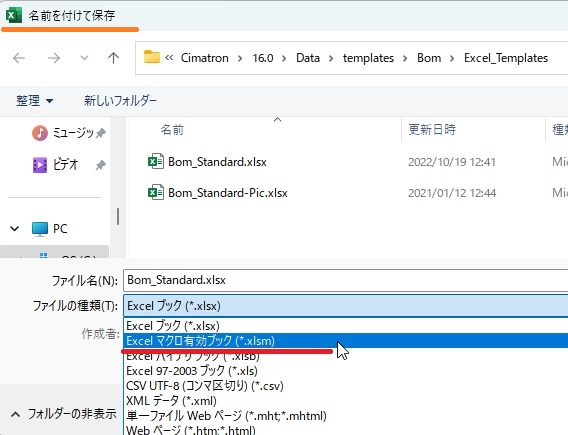 名前を付けて保存
Cimatron > 16.0 > Data > templates > Bom > Excel_Templates >
整理 新しいフォルダー
名前 更新日時 種類
ミュージッ
ビデオ
PC
Bom_Standard.xlsx 2022/10/19 12:41 Mic
Bom_Standard-Pic.xlsx 2021/01/12 12:44 Mic
ファイル名(N): Bom_Standard.xlsx
ファイルの種類(T): Excel ブック (*.xlsx)
作成者:
Excel ブック (*.xlsx)
Excel マクロ有効ブック (*.xlsm)
Excel バイナリ ブック (*.xlsb)
Excel 97-2003 ブック (*.xls)
CSV UTF-8 (コンマ区切り) (*.csv)
XML データ (*.xml)
単一ファイル Web ページ (*.mht;*.mhtml)
Web ページ (*.htm;*.html)
フォルダーの非表示